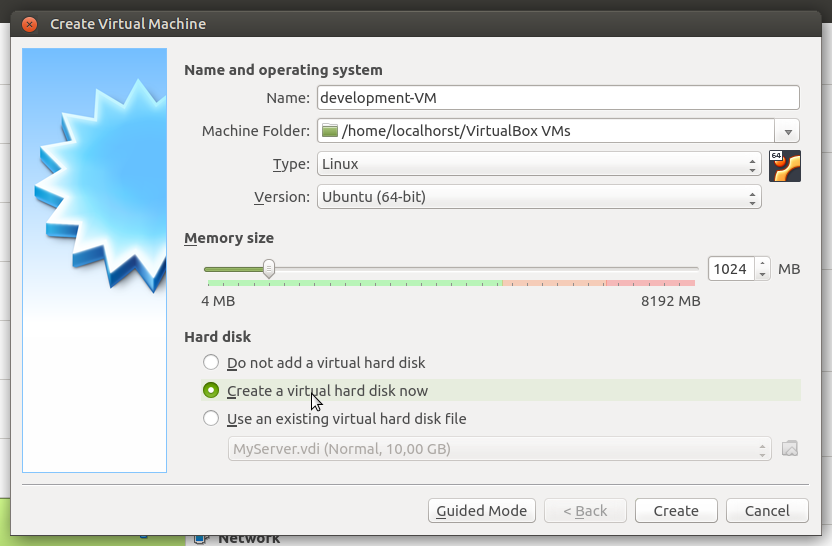 Create Virtual Machine
Name and operating system
Name: development-VM
Machine Folder: /home/localhorst/VirtualBox VMs
Type: Linux
64
Version: Ubuntu (64-bit)
Memory size
1024 MB
4 MB 8192 MB
Hard disk
Do not add a virtual hard disk
Create a virtual hard disk now
Use an existing virtual hard disk file
MyServer.vdi (Normal, 10,00 GB)
Guided Mode < Back Create Cancel
Network